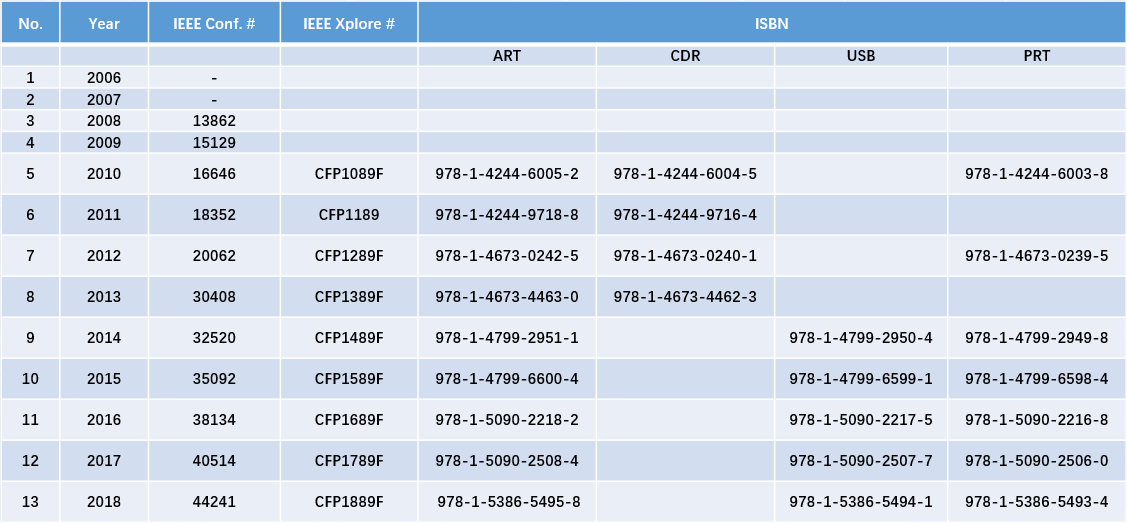 No. Year IEEE Conf. # IEEE Xplore # ISBN
ART CDR USB PRT
1 2006 -
2 2007 -
3 2008 13862
4 2009 15129
5 2010 16646 CFP1089F 978-1-4244-6005-2 978-1-4244-6004-5 978-1-4244-6003-8
6 2011 18352 CFP1189 978-1-4244-9718-8 978-1-4244-9716-4
7 2012 20062 CFP1289F 978-1-4673-0242-5 978-1-4673-0240-1 978-1-4673-0239-5
8 2013 30408 CFP1389F 978-1-4673-4463-0 978-1-4673-4462-3
9 2014 32520 CFP1489F 978-1-4799-2951-1 978-1-4799-2950-4 978-1-4799-2949-8
10 2015 35092 CFP1589F 978-1-4799-6600-4 978-1-4799-6599-1 978-1-4799-6598-4
11 2016 38134 CFP1689F 978-1-5090-2218-2 978-1-5090-2217-5 978-1-5090-2216-8
12 2017 40514 CFP1789F 978-1-5090-2508-4 978-1-5090-2507-7 978-1-5090-2506-0
13 2018 44241 CFP1889F 978-1-5386-5495-8 978-1-5386-5494-1 978-1-5386-5493-4